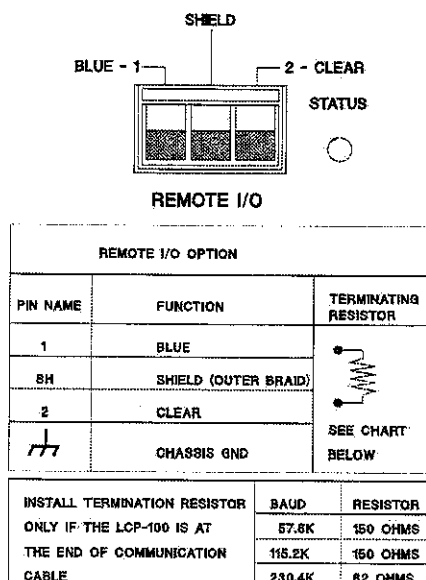 SHIELD
BLUE - 1
2 - CLEAR
STATUS
REMOTE I/O
REMOTE I/O OPTION
PIN NAME FUNCTION TERMINATING RESISTOR
1 BLUE
SH SHIELD (OUTER BRAID)
2 CLEAR
CHASSIS GND
SEE CHART
BELOW
INSTALL TERMINATION RESISTOR
ONLY IF THE LCP-100 IS AT
THE END OF COMMUNICATION
CABLE
BAUD RESISTOR
57.6K 150 OHMS
115.2K 150 OHMS
230.4K 82 OHMS